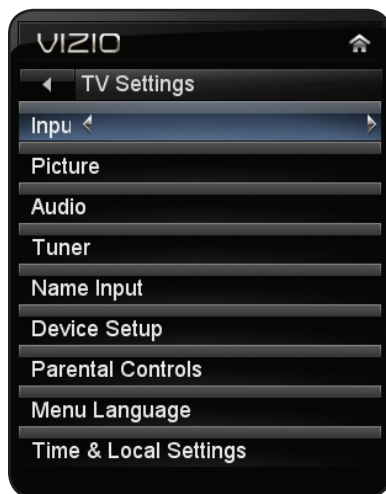 VIZIO
TV Settings
Inpu
Picture
Audio
Tuner
Name Input
Device Setup
Parental Controls
Menu Language
Time & Local Settings